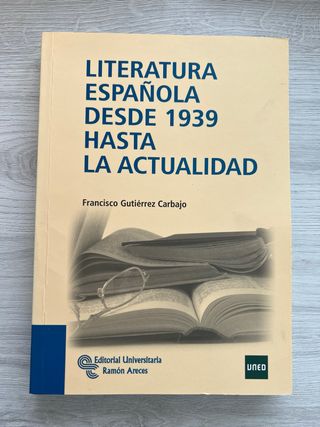 LITERATURA
ESPAÑOLA
DESDE 1939
HASTA
LA ACTUALIDAD
Francisco Gutiérrez Carbajo
Editorial Universitaria
Ramón Areces
UNED